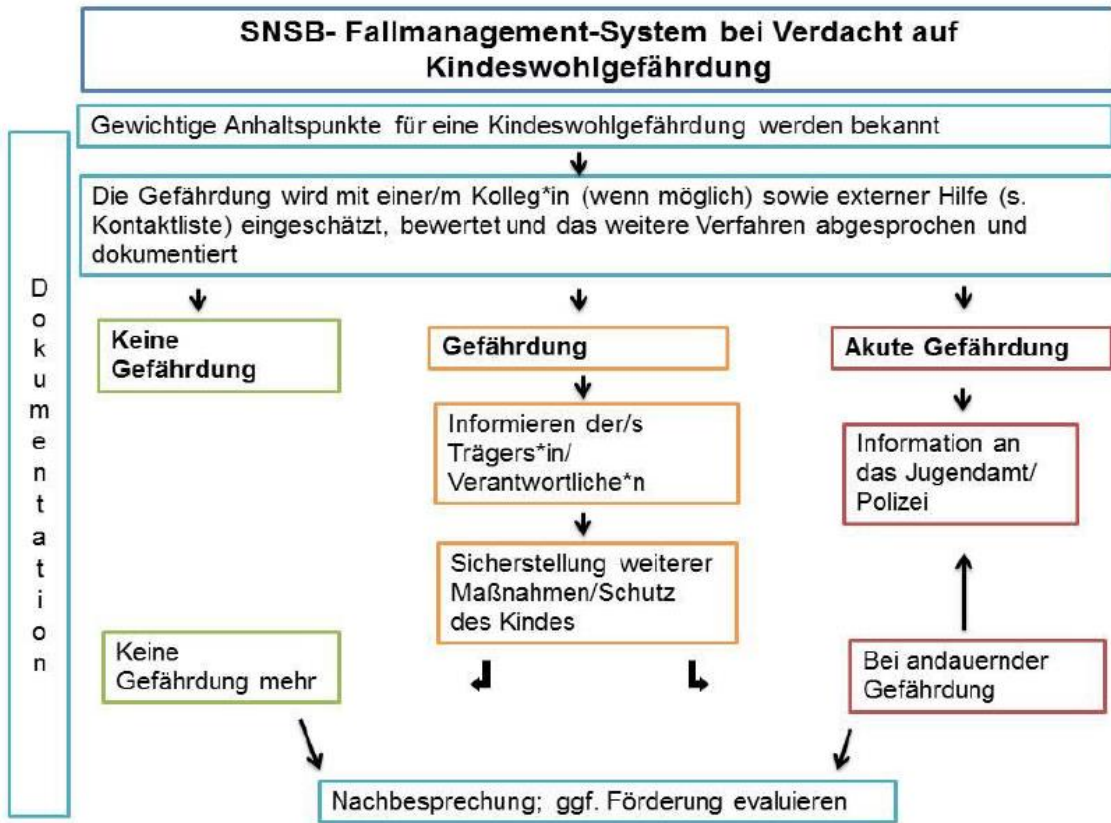 SNSB- Fallmanagement-System bei Verdacht auf
Kindeswohlgefährdung
Gewichtige Anhaltspunkte für eine Kindeswohlgefährdung werden bekannt
Die Gefährdung wird mit einer/m Kolleg*in (wenn möglich) sowie externer Hilfe (s.
Kontaktliste) eingeschätzt, bewertet und das weitere Verfahren abgesprochen und
dokumentiert
Dokumentation
Keine
Gefährdung
Gefährdung
Akute Gefährdung
Informieren der/s
Trägers*in/
Verantwortliche*n
Information an
das Jugendamt/
Polizei
Sicherstellung weiterer
Maßnahmen/Schutz
des Kindes
Keine
Gefährdung mehr
Bei andauernder
Gefährdung
Nachbesprechung; ggf. Förderung evaluieren